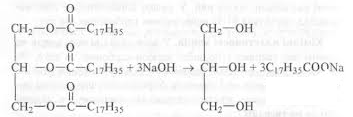 O
CH₂—O—C—C₁₇H₃₅ CH₂—OH
O
CH —O—C—C₁₇H₃₅ + 3NaOH → CH—OH + 3C₁₇H₃₅COONa
O
CH₂—O—C—C₁₇H₃₅ CH₂—OH